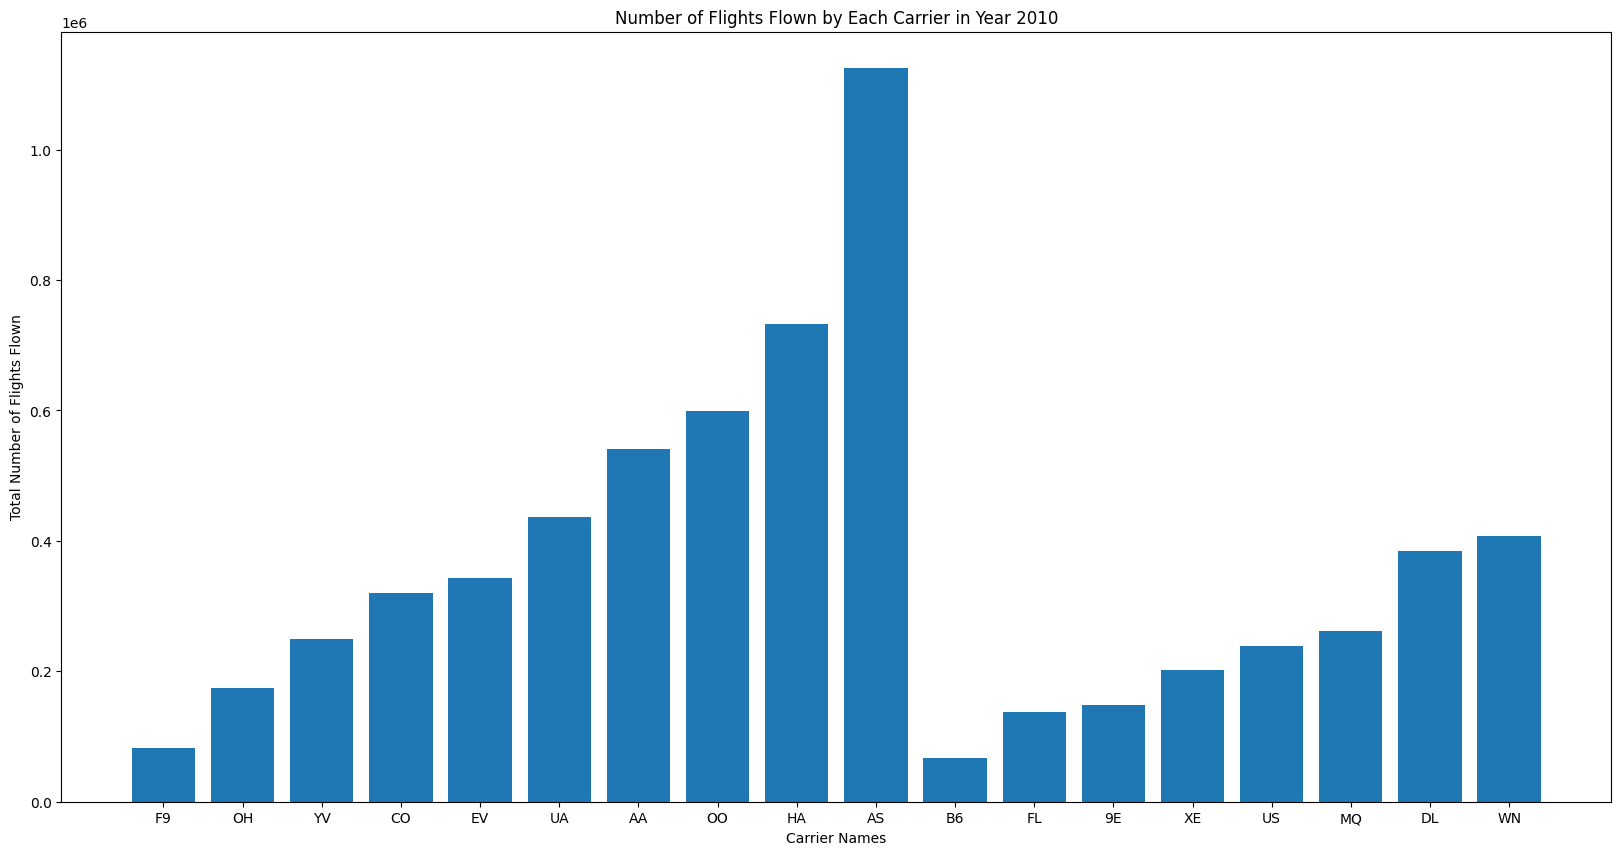 Number of Flights Flown by Each Carrier in Year 2010
1e6
1.0
0.8
0.6
0.4
0.2
0.0
Total Number of Flights Flown
F9 OH YV CO EV UA AA OO HA AS B6 FL 9E XE US MQ DL WN
Carrier Names